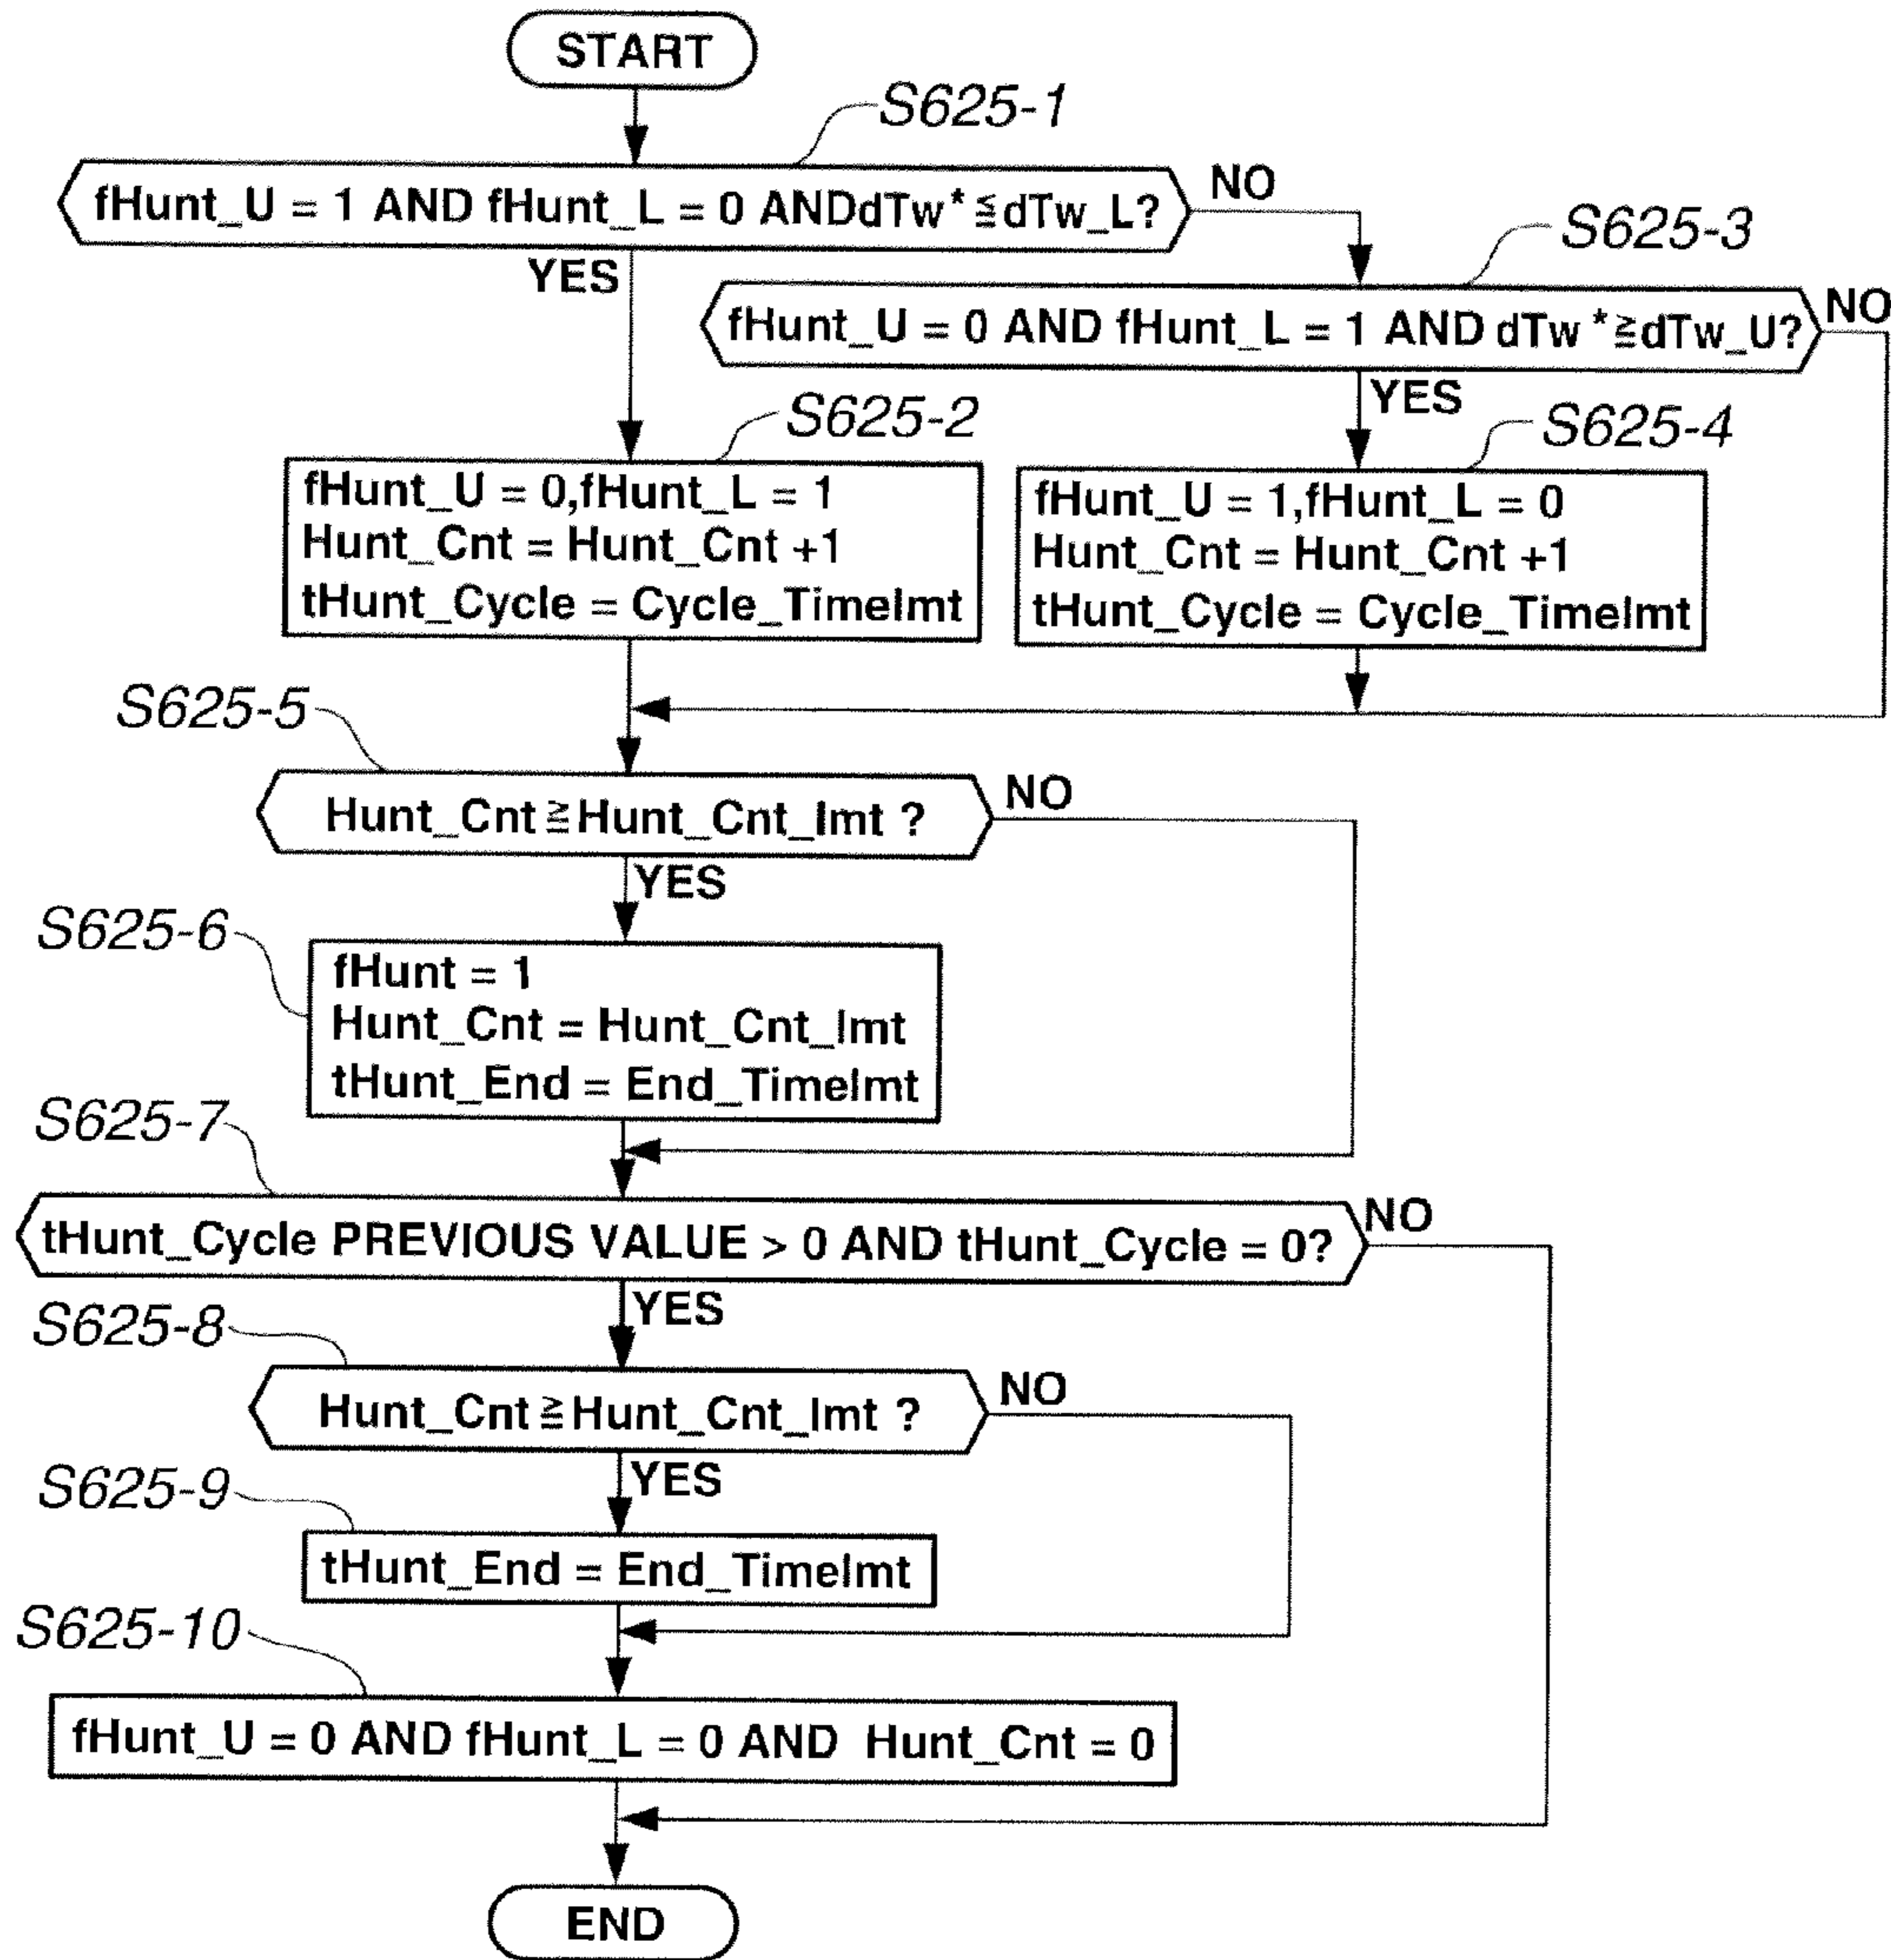 START
S625-1
fHunt_U = 1 AND fHunt_L = 0 ANDdTw*≦dTw_L?
NO
YES
S625-3
fHunt_U = 0 AND fHunt_L = 1 AND dTw*≧dTw_U?
NO
YES
S625-2
fHunt_U = 0,fHunt_L = 1
Hunt_Cnt = Hunt_Cnt +1
tHunt_Cycle = Cycle_Timelmt
S625-4
fHunt_U = 1,fHunt_L = 0
Hunt_Cnt = Hunt_Cnt +1
tHunt_Cycle = Cycle_Timelmt
S625-5
Hunt_Cnt≧Hunt_Cnt_lmt ?
NO
YES
S625-6
fHunt = 1
Hunt_Cnt = Hunt_Cnt_lmt
tHunt_End = End_Timelmt
S625-7
tHunt_Cycle PREVIOUS VALUE > 0 AND tHunt_Cycle = 0?
NO
YES
S625-8
Hunt_Cnt≧Hunt_Cnt_lmt ?
NO
YES
S625-9
tHunt_End = End_Timelmt
S625-10
fHunt_U = 0 AND fHunt_L = 0 AND Hunt_Cnt = 0
END